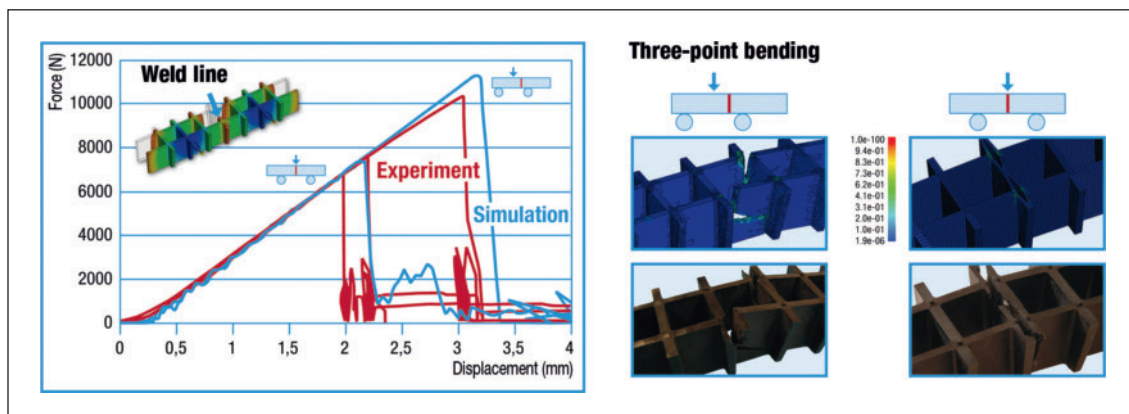 Force (N)
12000
10000
8000
6000
4000
2000
0
Weld line
Experiment
Simulation
0
0,5
1
1,5
2
2,5
3
3,5
4
Displacement (mm)
Three-point bending
1.0e-100
9.4e-01
8.3e-01
7.3e-01
6.2e-01
5.2e-01
4.1e-01
3.1e-01
2.0e-01
1.0e-01
1.9e-06